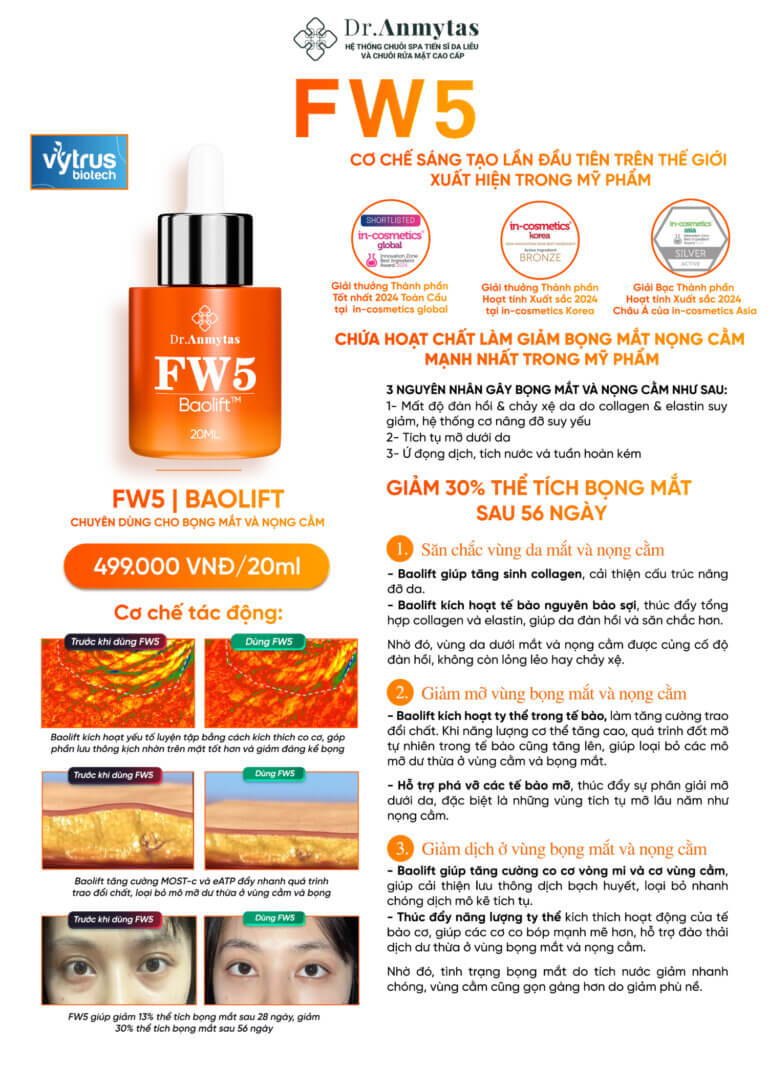 Dr.Anmytas
HỆ THỐNG CHUỖI SPA TIẾN SĨ DA LIỄU
VÀ CHUỖI RỬA MẶT CAO CẤP
FW5
vytrus
biotech
CƠ CHẾ SÁNG TẠO LẦN ĐẦU TIÊN TRÊN THẾ GIỚI
XUẤT HIỆN TRONG MỸ PHẨM
SHORTLISTED
in-cosmetics®
global
Innovation Zone
Best Ingredient
Award 2024
Giải thưởng Thành phần
Tốt nhất 2024 Toàn Cầu
tại in-cosmetics global
in-cosmetics®
korea
Active Ingredient
BRONZE
Giải thưởng Thành phần
Hoạt tính Xuất sắc 2024
tại in-cosmetics Korea
in-cosmetics®
asia
Innovation Zone
Best Ingredient
SILVER
ACTIVE
Giải Bạc Thành phần
Hoạt tính Xuất sắc 2024
Châu Á của in-cosmetics Asia
Dr.Anmytas
FW5
Baolift™
20ML
CHỨA HOẠT CHẤT LÀM GIẢM BỌNG MẮT NỌNG CẰM
MẠNH NHẤT TRONG MỸ PHẨM
3 NGUYÊN NHÂN GÂY BỌNG MẮT VÀ NỌNG CẰM NHƯ SAU:
1- Mất độ đàn hồi & chảy xệ da do collagen & elastin suy
giảm, hệ thống cơ nâng đỡ suy yếu
2- Tích tụ mỡ dưới da
3- Ứ đọng dịch, tích nước và tuần hoàn kém
FW5 | BAOLIFT
CHUYÊN DÙNG CHO BỌNG MẮT VÀ NỌNG CẰM
499.000 VNĐ/20ml
Cơ chế tác động:
Trước khi dùng FW5
Dùng FW5
Baolift kích hoạt yếu tố luyện tập bằng cách kích thích co cơ, góp
phần lưu thông kịch nhờn trên mặt tốt hơn và giảm đáng kể bọng
Trước khi dùng FW5
Dùng FW5
Baolift tăng cường MOST-c và eATP đẩy nhanh quá trình
trao đổi chất, loại bỏ mô mỡ dư thừa ở vùng cằm và bọng
Trước khi dùng FW5
Dùng FW5
FW5 giúp giảm 13% thể tích bọng mắt sau 28 ngày, giảm
30% thể tích bọng mắt sau 56 ngày
GIẢM 30% THỂ TÍCH BỌNG MẮT
SAU 56 NGÀY
1. Săn chắc vùng da mắt và nọng cằm
- Baolift giúp tăng sinh collagen, cải thiện cấu trúc nâng
đỡ da.
- Baolift kích hoạt tế bào nguyên bào sợi, thúc đẩy tổng
hợp collagen và elastin, giúp da đàn hồi và săn chắc hơn.
Nhờ đó, vùng da dưới mắt và nọng cằm được củng cố độ
đàn hồi, không còn lỏng lẻo hay chảy xệ.
2. Giảm mỡ vùng bọng mắt và nọng cằm
- Baolift kích hoạt ty thể trong tế bào, làm tăng cường trao
đổi chất. Khi năng lượng cơ thể tăng cao, quá trình đốt mỡ
tự nhiên trong tế bào cũng tăng lên, giúp loại bỏ các mô
mỡ dư thừa ở vùng cằm và bọng mắt.
- Hỗ trợ phá vỡ các tế bào mỡ, thúc đẩy sự phân giải mỡ
dưới da, đặc biệt là những vùng tích tụ mỡ lâu năm như
nọng cằm.
3. Giảm dịch ở vùng bọng mắt và nọng cằm
- Baolift giúp tăng cường co cơ vòng mi và cơ vùng cằm,
giúp cải thiện lưu thông dịch bạch huyết, loại bỏ nhanh
chóng dịch mô kẽ tích tụ.
- Thúc đẩy năng lượng ty thể kích thích hoạt động của tế
bào cơ, giúp các cơ co bóp mạnh mẽ hơn, hỗ trợ đào thải
dịch dư thừa ở vùng bọng mắt và nọng cằm.
Nhờ đó, tình trạng bọng mắt do tích nước giảm nhanh
chóng, vùng cằm cũng gọn gàng hơn do giảm phù nề.